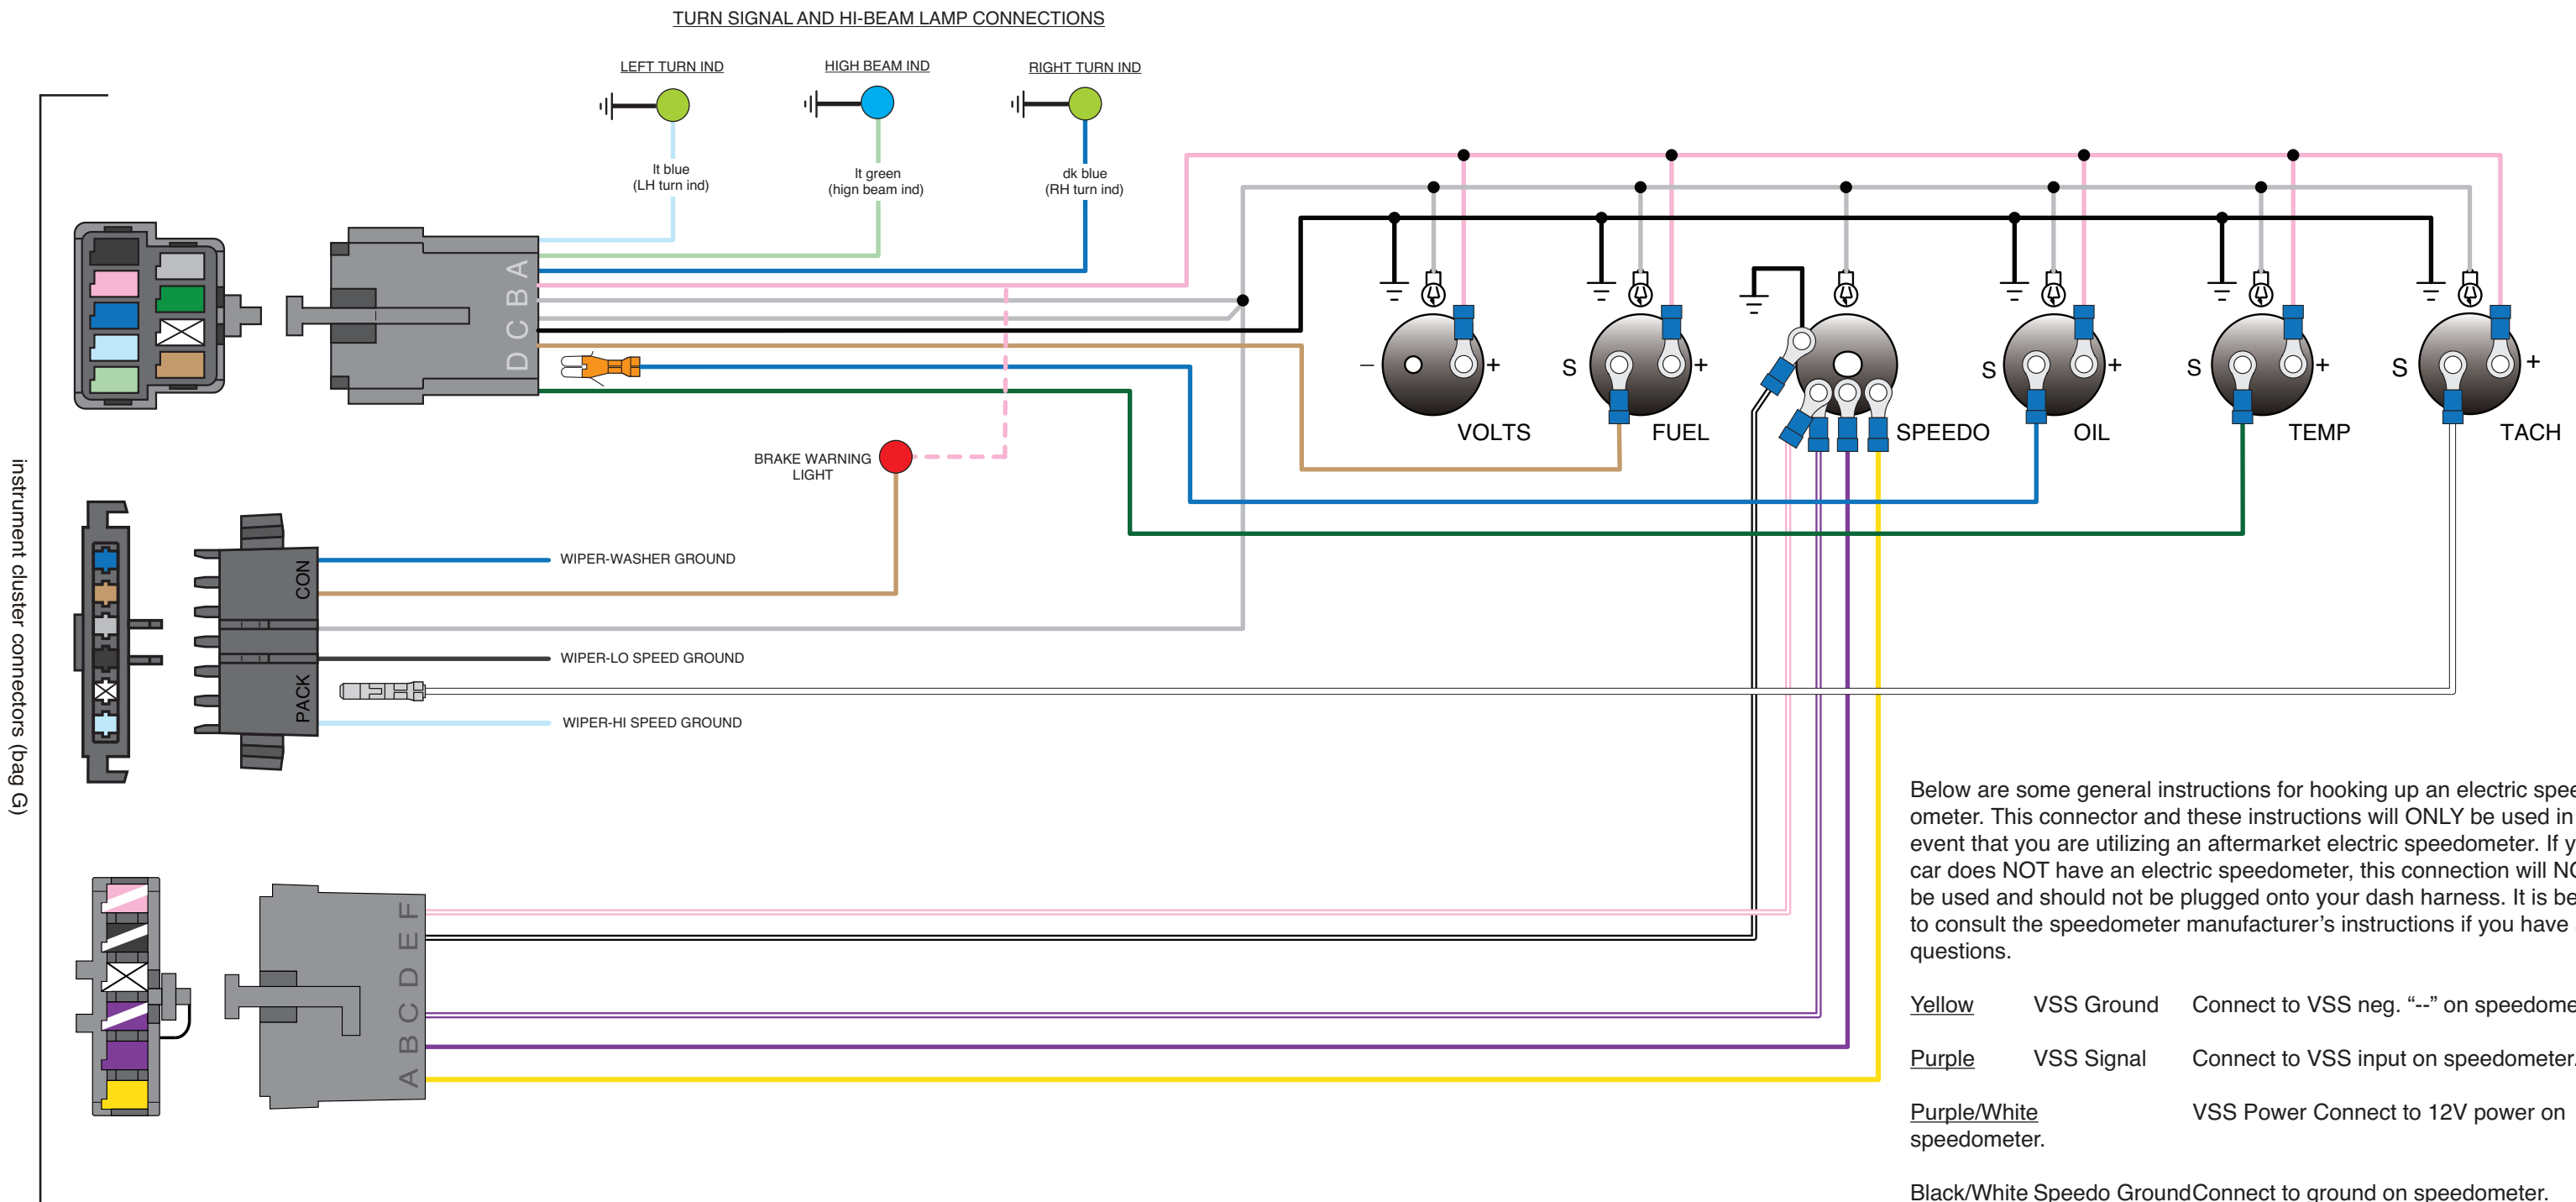 TURN SIGNAL AND HI-BEAM LAMP CONNECTIONS
LEFT TURN IND
HIGH BEAM IND
RIGHT TURN IND
lt blue
(LH turn ind)
lt green
(hign beam ind)
dk blue
(RH turn ind)
A
B
C
D
–
+
VOLTS
S
+
FUEL
SPEEDO
S
+
OIL
S
+
TEMP
S
+
TACH
BRAKE WARNING
LIGHT
instrument cluster connectors (bag G)
CON
PACK
WIPER-WASHER GROUND
WIPER-LO SPEED GROUND
WIPER-HI SPEED GROUND
F
E
D
C
B
A
Below are some general instructions for hooking up an electric spee
ometer. This connector and these instructions will ONLY be used in
event that you are utilizing an aftermarket electric speedometer. If y
car does NOT have an electric speedometer, this connection will NO
be used and should not be plugged onto your dash harness. It is be
to consult the speedometer manufacturer’s instructions if you have
questions.
Yellow VSS Ground Connect to VSS neg. “--” on speedome
Purple VSS Signal Connect to VSS input on speedometer.
Purple/White VSS Power Connect to 12V power on
speedometer.
Black/White Speedo Ground Connect to ground on speedometer.